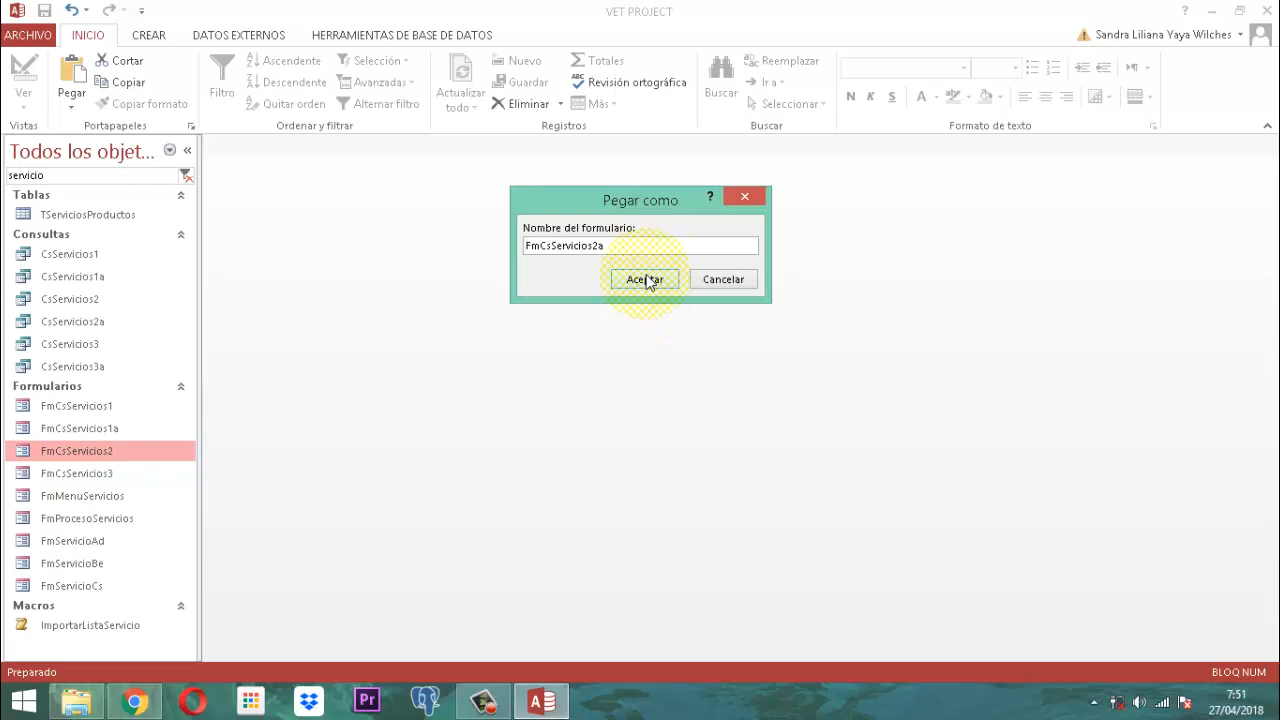 VET PROJECT
ARCHIVO INICIO CREAR DATOS EXTERNOS HERRAMIENTAS DE BASE DE DATOS Sandra Liliana Yaya Wilches
Ver
Vistas
Pegar
Cortar
Copiar
Copiar formato
Portapapeles
Filtro
Ascendente
Descendente
Quitar orden
Selección
Avanzadas
Alternar filtro
Ordenar y filtrar
Actualizar
todo
Nuevo
Guardar
Eliminar
Totales
Revisión ortográfica
Más
Registros
Buscar
Reemplazar
Ir a
Seleccionar
Buscar
N K S A
Formato de texto
Todos los objet...
servicio
Tablas
TServiciosProductos
Consultas
CsServicios1
CsServicios1a
CsServicios2
CsServicios2a
CsServicios3
CsServicios3a
Formularios
FmCsServicios1
FmCsServicios1a
FmCsServicios2
FmCsServicios3
FmMenuServicios
FmProcesoServicios
FmServicioAd
FmServicioBe
FmServicioCs
Macros
ImportarListaServicio
Pegar como
Nombre del formulario:
FmCsServicios2a
Aceptar Cancelar
Preparado BLOQ NUM
Pr
7:51
27/04/2018